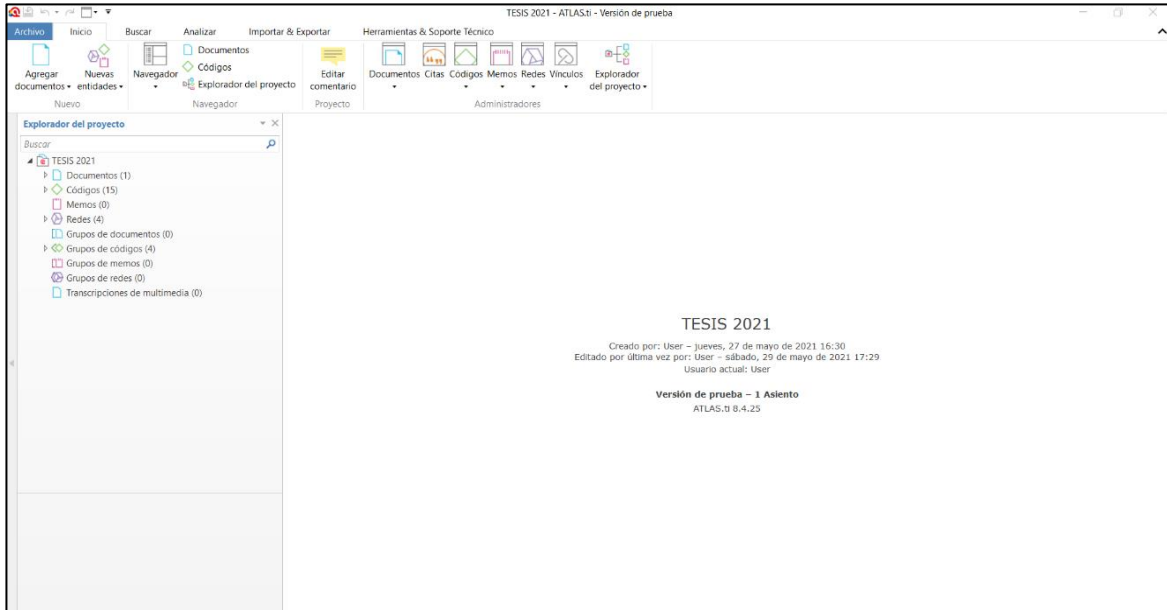 TESIS 2021 - ATLAS.ti - Versión de prueba
Archivo Inicio Buscar Analizar Importar & Exportar Herramientas & Soporte Técnico
Agregar documentos
Nuevas entidades
Nuevo
Navegador
Documentos
Códigos
Explorador del proyecto
Navegador
Editar comentario
Proyecto
Documentos Citas Códigos Memos Redes Vínculos Explorador del proyecto
Administradores
Explorador del proyecto
Buscar
TESIS 2021
Documentos (1)
Códigos (15)
Memos (0)
Redes (4)
Grupos de documentos (0)
Grupos de códigos (4)
Grupos de memos (0)
Grupos de redes (0)
Transcripciones de multimedia (0)
TESIS 2021
Creado por: User – jueves, 27 de mayo de 2021 16:30
Editado por última vez por: User – sábado, 29 de mayo de 2021 17:29
Usuario actual: User
Versión de prueba – 1 Asiento
ATLAS.ti 8.4.25